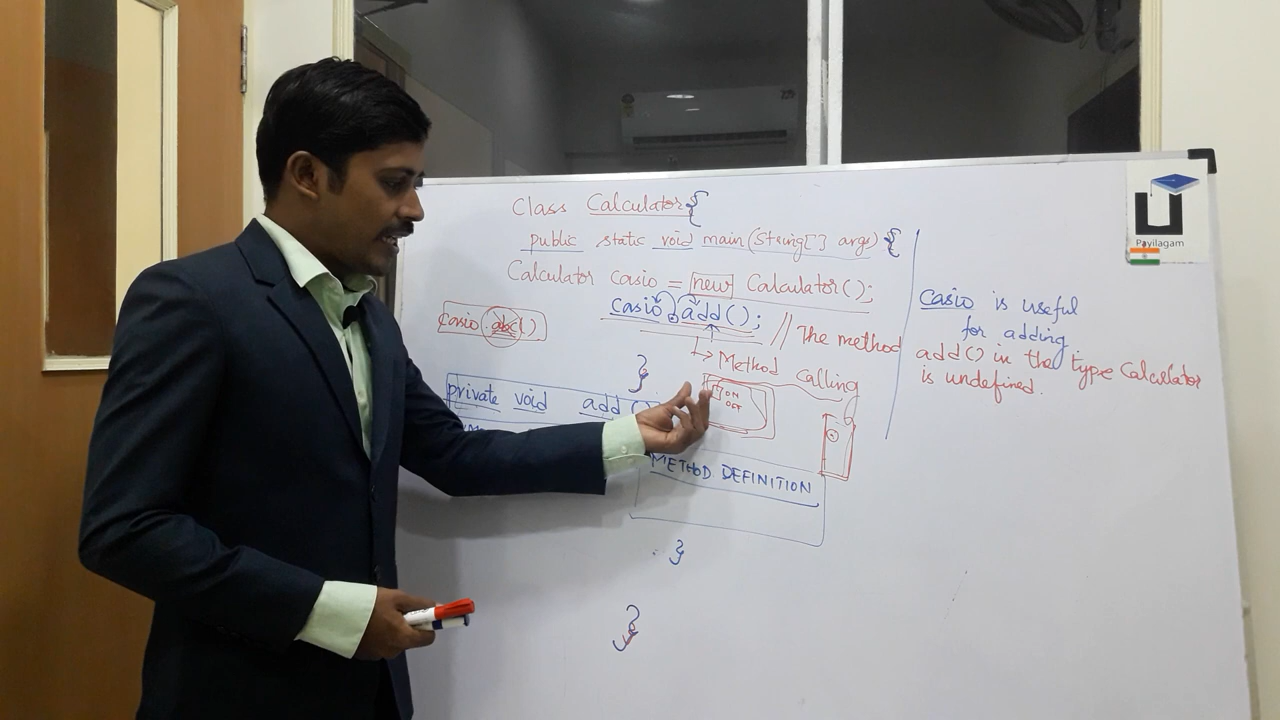 Class Calculator{
public static void main(String[] args) {
Calculator casio = new Calculator();
casio.add();
casio.abc()
// The method
Method calling
}
private void add()
ON
OFF
METHOD DEFINITION
}
}
casio is useful
for adding
add() in the type Calculator
is undefined.
Payilagam